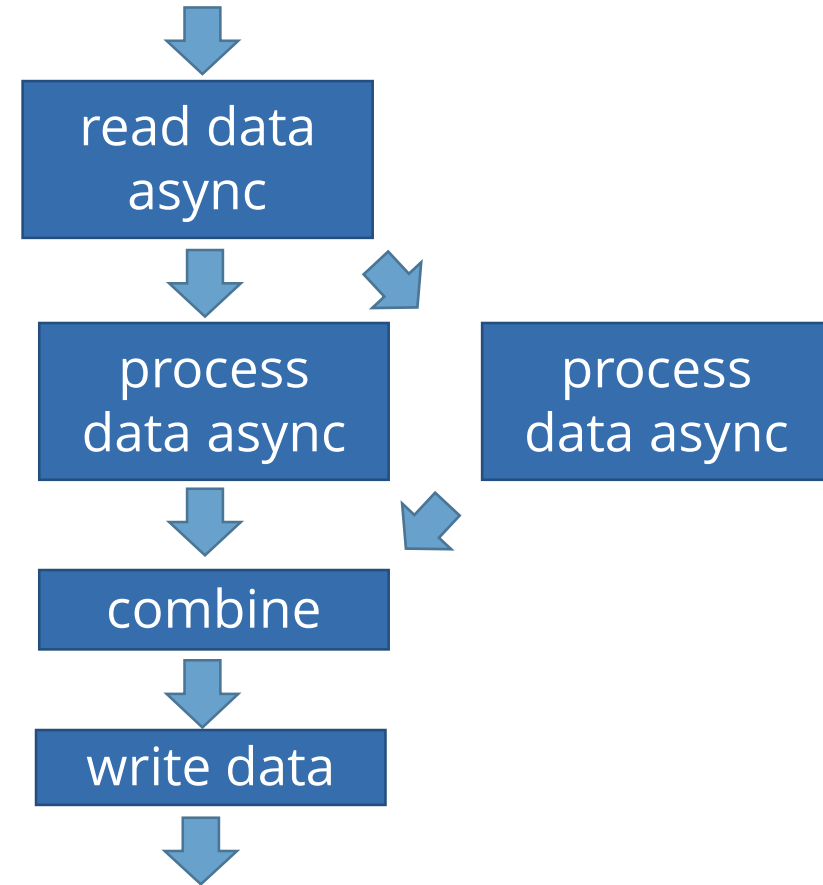 read data
async
process
data async
process
data async
combine
write data